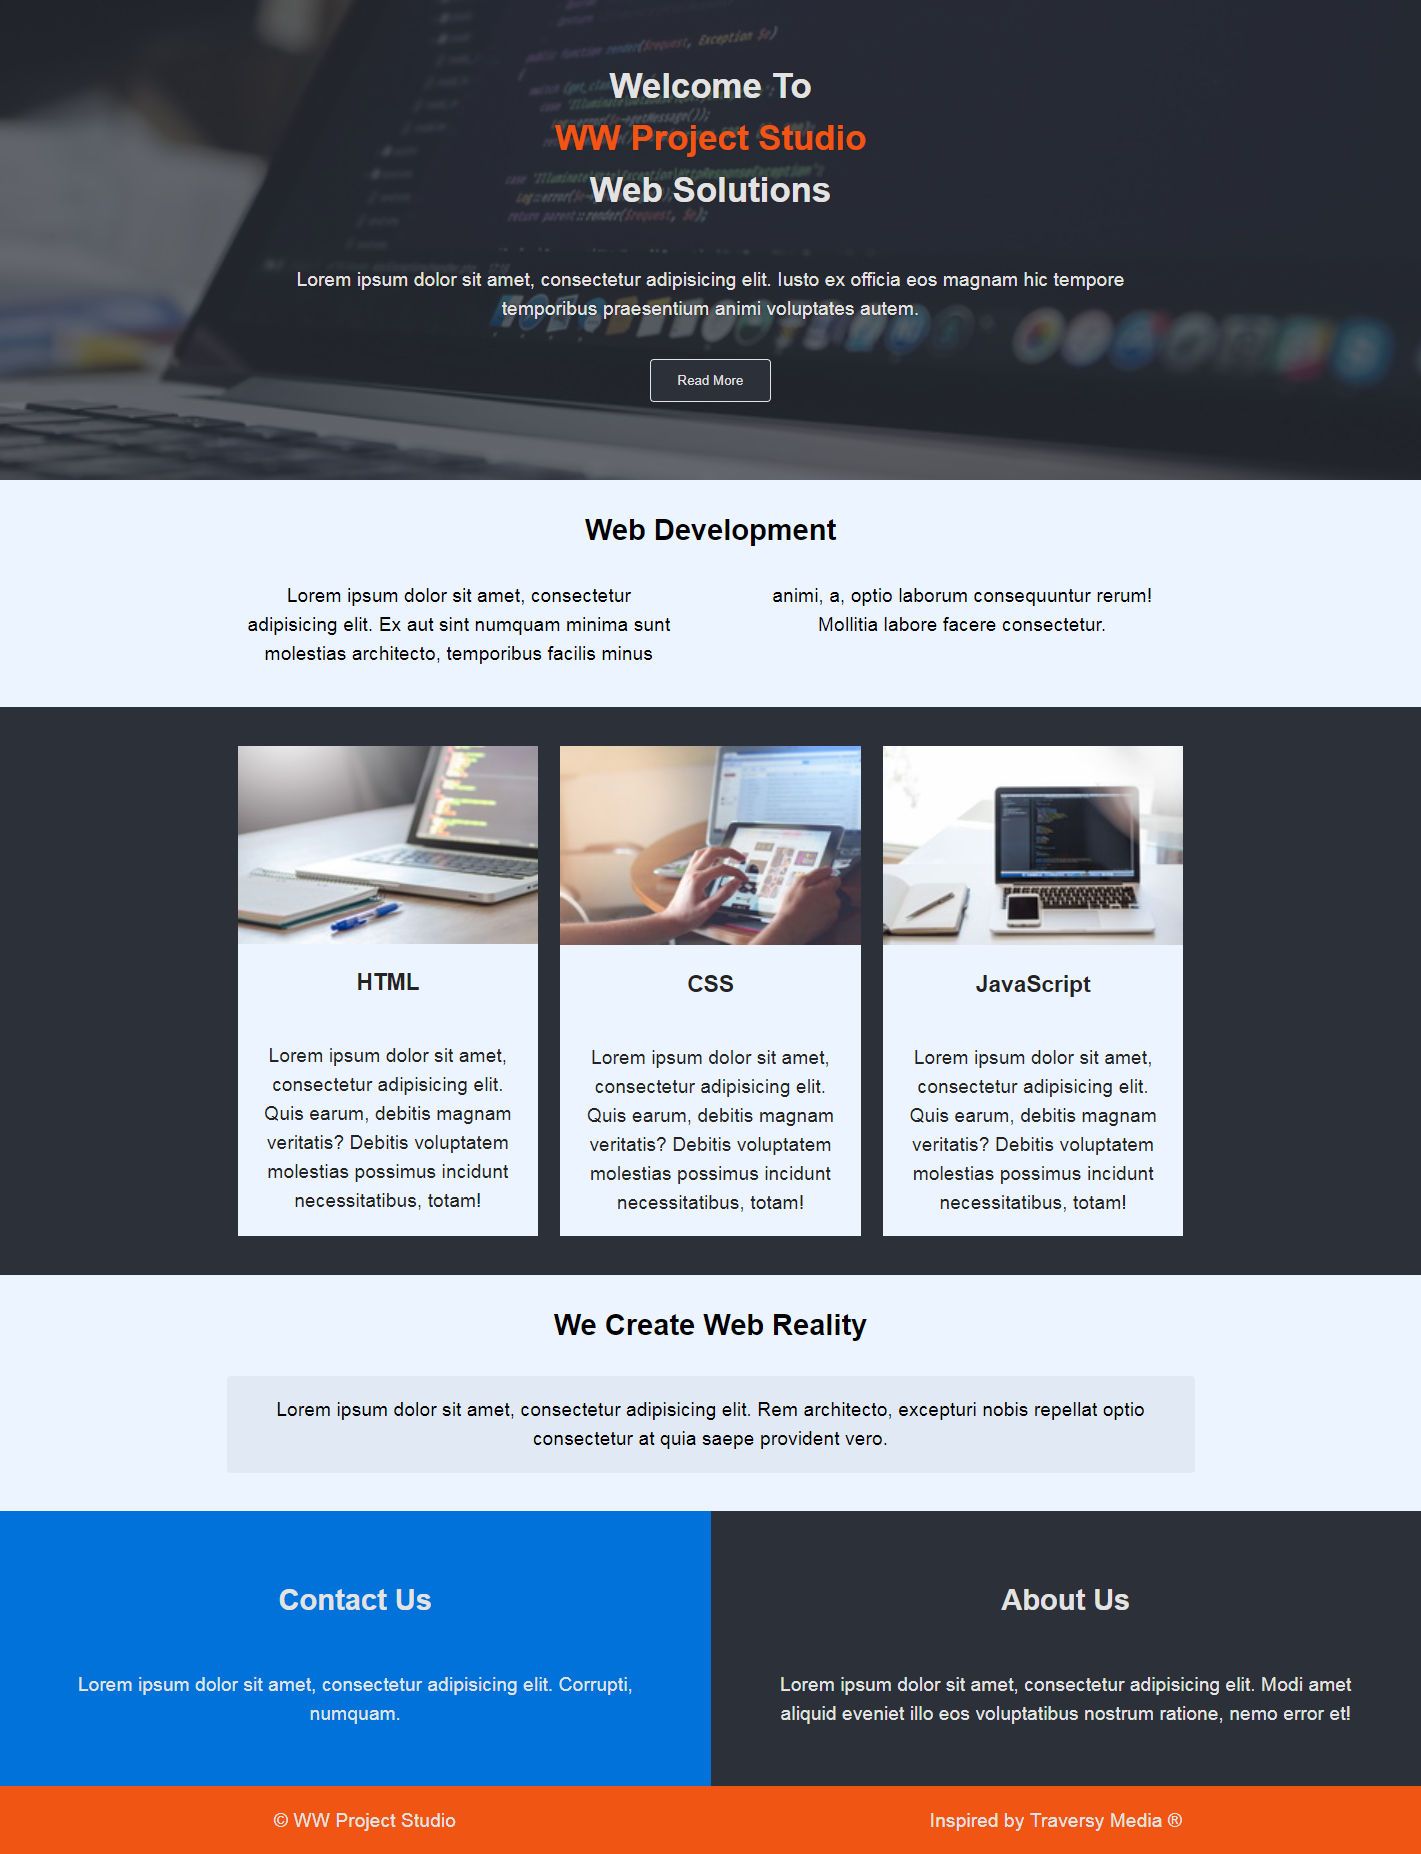 Welcome To
WW Project Studio
Web Solutions
Lorem ipsum dolor sit amet, consectetur adipisicing elit. Iusto ex officia eos magnam hic tempore
temporibus praesentium animi voluptates autem.
Read More
Web Development
Lorem ipsum dolor sit amet, consectetur
adipisicing elit. Ex aut sint numquam minima sunt
molestias architecto, temporibus facilis minus
animi, a, optio laborum consequuntur rerum!
Mollitia labore facere consectetur.
HTML
Lorem ipsum dolor sit amet,
consectetur adipisicing elit.
Quis earum, debitis magnam
veritatis? Debitis voluptatem
molestias possimus incidunt
necessitatibus, totam!
CSS
Lorem ipsum dolor sit amet,
consectetur adipisicing elit.
Quis earum, debitis magnam
veritatis? Debitis voluptatem
molestias possimus incidunt
necessitatibus, totam!
JavaScript
Lorem ipsum dolor sit amet,
consectetur adipisicing elit.
Quis earum, debitis magnam
veritatis? Debitis voluptatem
molestias possimus incidunt
necessitatibus, totam!
We Create Web Reality
Lorem ipsum dolor sit amet, consectetur adipisicing elit. Rem architecto, excepturi nobis repellat optio
consectetur at quia saepe provident vero.
Contact Us
Lorem ipsum dolor sit amet, consectetur adipisicing elit. Corrupti,
numquam.
About Us
Lorem ipsum dolor sit amet, consectetur adipisicing elit. Modi amet
aliquid eveniet illo eos voluptatibus nostrum ratione, nemo error et!
© WW Project Studio
Inspired by Traversy Media ®